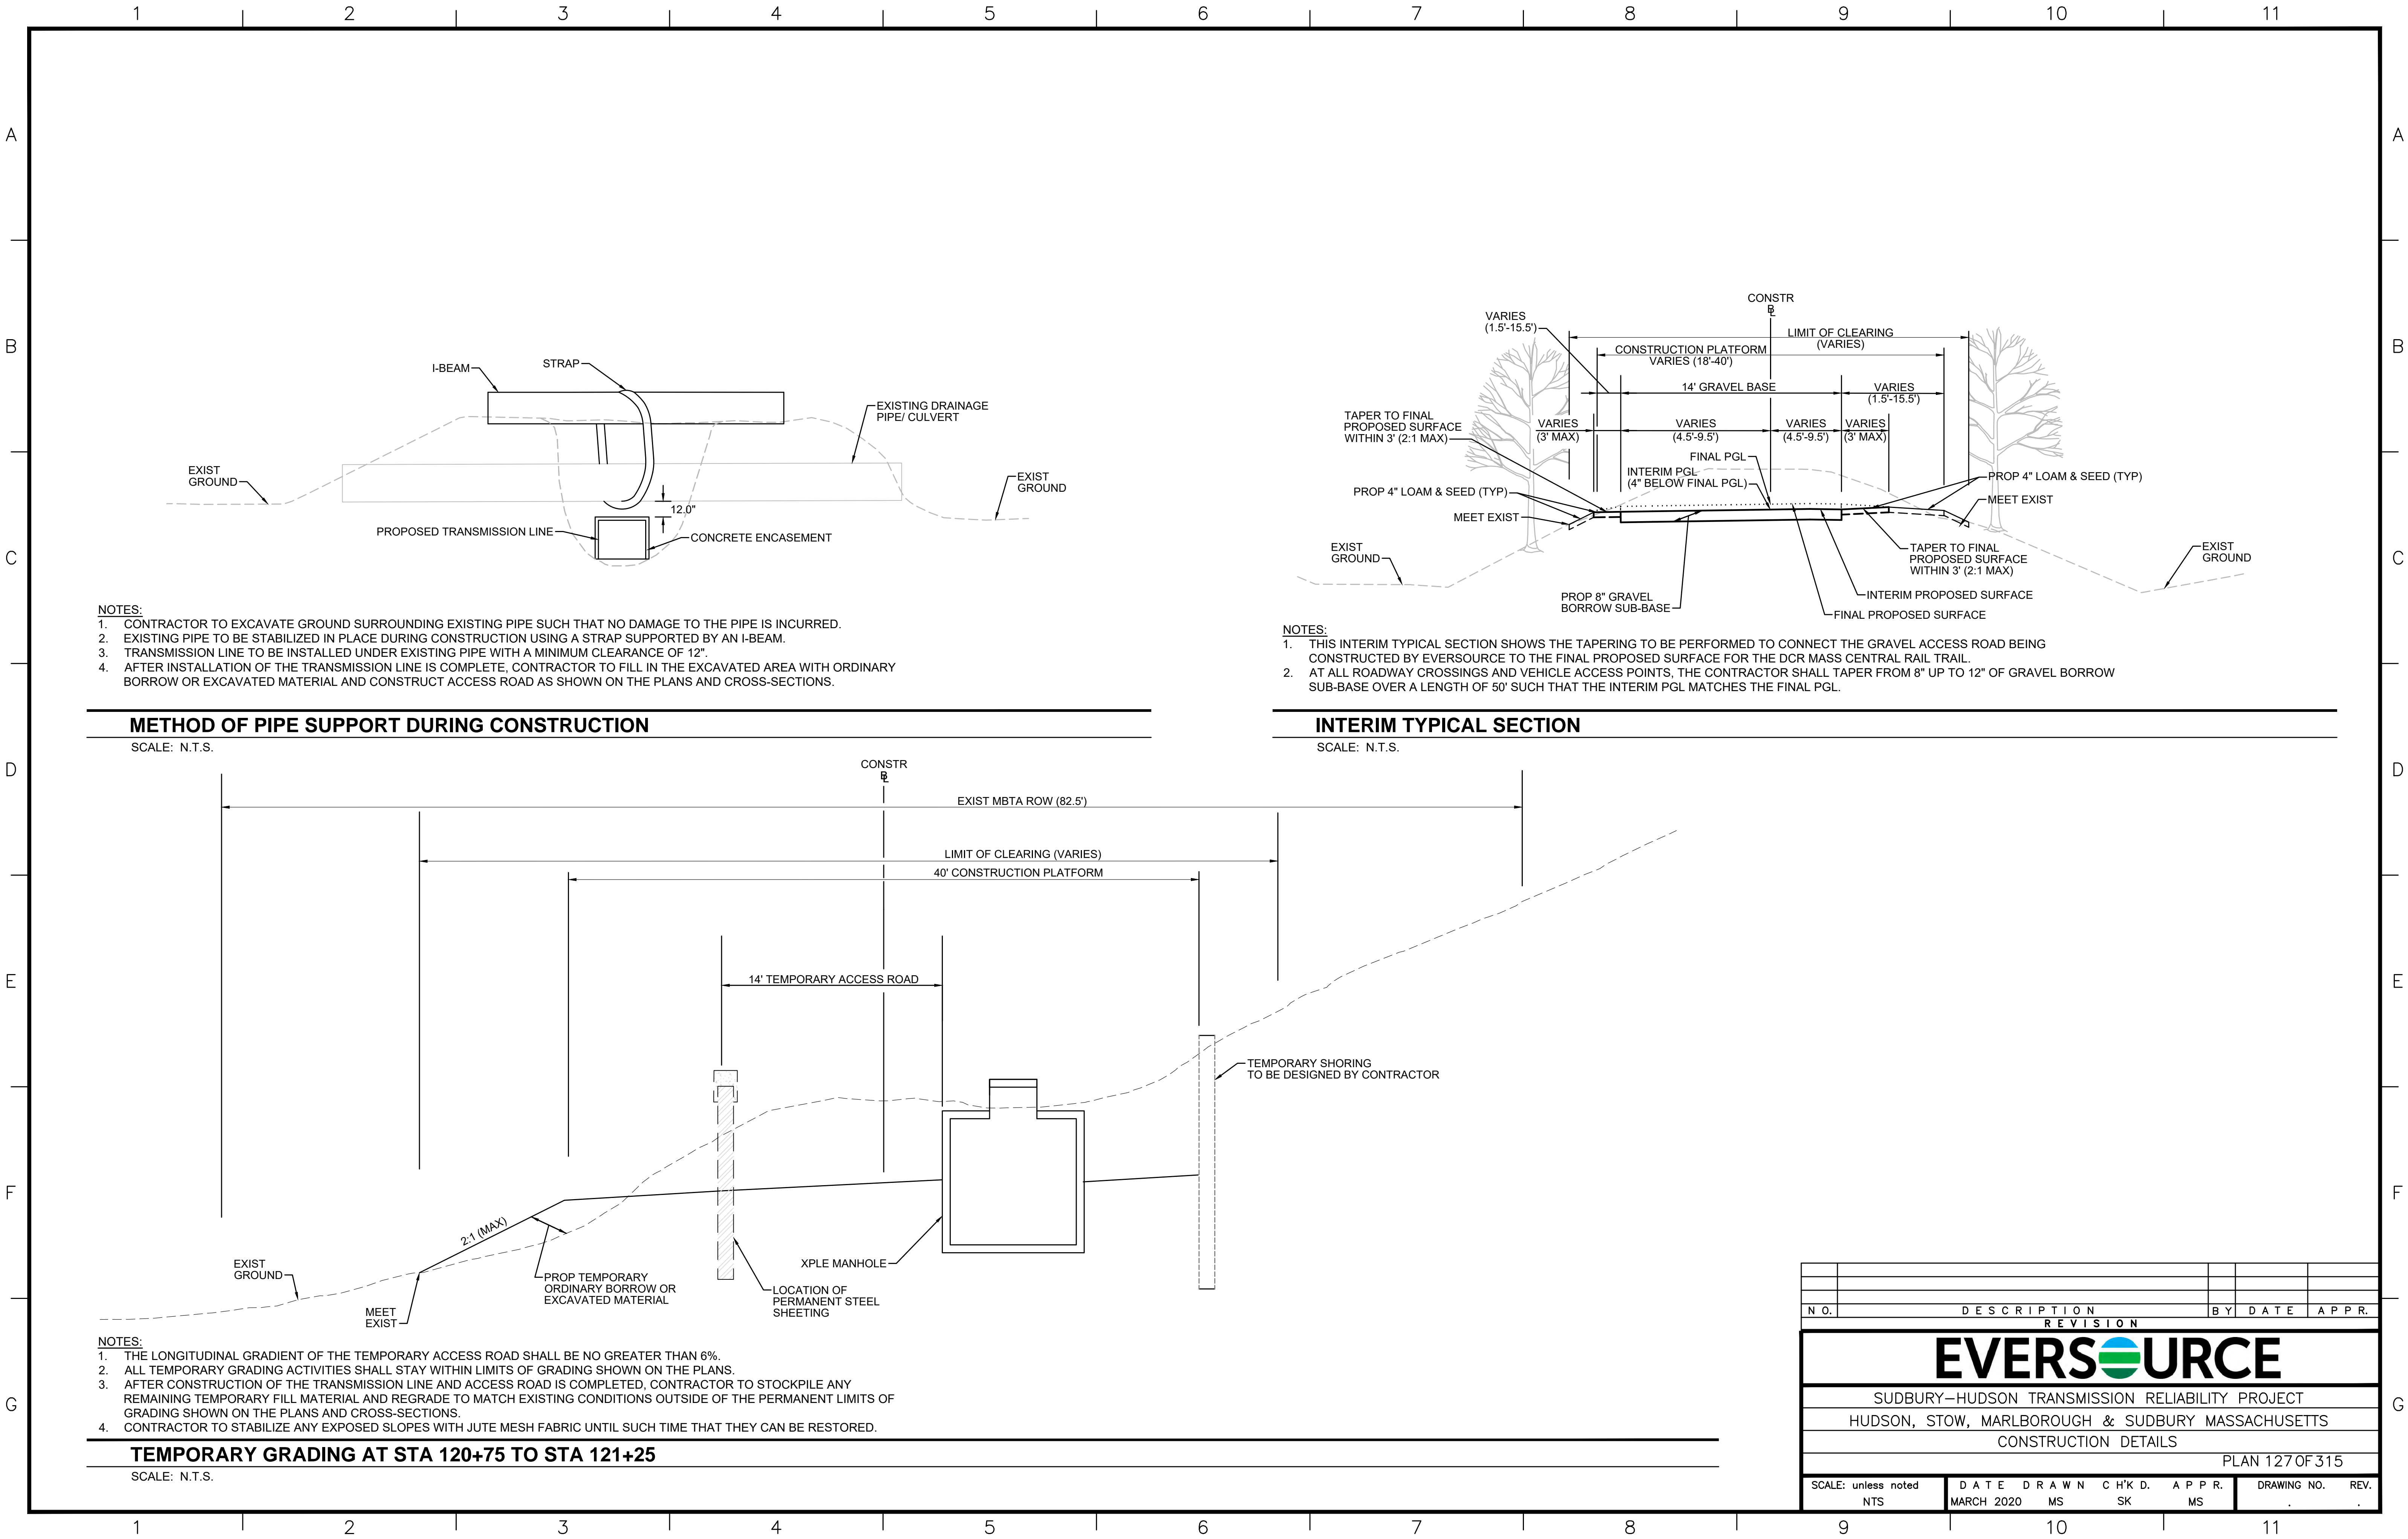 1 2 3 4 5 6 7 8 9 10 11
A A
B B
C C
D D
E E
F F
G G
I-BEAM
STRAP
EXISTING DRAINAGE
PIPE/ CULVERT
EXIST
GROUND
EXIST
GROUND
12.0"
PROPOSED TRANSMISSION LINE
CONCRETE ENCASEMENT
NOTES:
1. CONTRACTOR TO EXCAVATE GROUND SURROUNDING EXISTING PIPE SUCH THAT NO DAMAGE TO THE PIPE IS INCURRED.
2. EXISTING PIPE TO BE STABILIZED IN PLACE DURING CONSTRUCTION USING A STRAP SUPPORTED BY AN I-BEAM.
3. TRANSMISSION LINE TO BE INSTALLED UNDER EXISTING PIPE WITH A MINIMUM CLEARANCE OF 12".
4. AFTER INSTALLATION OF THE TRANSMISSION LINE IS COMPLETE, CONTRACTOR TO FILL IN THE EXCAVATED AREA WITH ORDINARY
BORROW OR EXCAVATED MATERIAL AND CONSTRUCT ACCESS ROAD AS SHOWN ON THE PLANS AND CROSS-SECTIONS.
METHOD OF PIPE SUPPORT DURING CONSTRUCTION
SCALE: N.T.S.
CONSTR
BL
VARIES
(1.5'-15.5')
LIMIT OF CLEARING
(VARIES)
CONSTRUCTION PLATFORM
VARIES (18'-40')
14' GRAVEL BASE
VARIES
(1.5'-15.5')
TAPER TO FINAL
PROPOSED SURFACE
WITHIN 3' (2:1 MAX)
VARIES
(3' MAX)
VARIES
(4.5'-9.5')
VARIES
(4.5'-9.5')
VARIES
(3' MAX)
FINAL PGL
INTERIM PGL
(4" BELOW FINAL PGL)
PROP 4" LOAM & SEED (TYP)
PROP 4" LOAM & SEED (TYP)
MEET EXIST
MEET EXIST
EXIST
GROUND
EXIST
GROUND
TAPER TO FINAL
PROPOSED SURFACE
WITHIN 3' (2:1 MAX)
PROP 8" GRAVEL
BORROW SUB-BASE
INTERIM PROPOSED SURFACE
FINAL PROPOSED SURFACE
NOTES:
1. THIS INTERIM TYPICAL SECTION SHOWS THE TAPERING TO BE PERFORMED TO CONNECT THE GRAVEL ACCESS ROAD BEING
CONSTRUCTED BY EVERSOURCE TO THE FINAL PROPOSED SURFACE FOR THE DCR MASS CENTRAL RAIL TRAIL.
2. AT ALL ROADWAY CROSSINGS AND VEHICLE ACCESS POINTS, THE CONTRACTOR SHALL TAPER FROM 8" UP TO 12" OF GRAVEL BORROW
SUB-BASE OVER A LENGTH OF 50' SUCH THAT THE INTERIM PGL MATCHES THE FINAL PGL.
INTERIM TYPICAL SECTION
SCALE: N.T.S.
CONSTR
BL
EXIST MBTA ROW (82.5')
LIMIT OF CLEARING (VARIES)
40' CONSTRUCTION PLATFORM
14' TEMPORARY ACCESS ROAD
TEMPORARY SHORING
TO BE DESIGNED BY CONTRACTOR
2:1 (MAX)
EXIST
GROUND
MEET
EXIST
PROP TEMPORARY
ORDINARY BORROW OR
EXCAVATED MATERIAL
XPLE MANHOLE
LOCATION OF
PERMANENT STEEL
SHEETING
NOTES:
1. THE LONGITUDINAL GRADIENT OF THE TEMPORARY ACCESS ROAD SHALL BE NO GREATER THAN 6%.
2. ALL TEMPORARY GRADING ACTIVITIES SHALL STAY WITHIN LIMITS OF GRADING SHOWN ON THE PLANS.
3. AFTER CONSTRUCTION OF THE TRANSMISSION LINE AND ACCESS ROAD IS COMPLETED, CONTRACTOR TO STOCKPILE ANY
REMAINING TEMPORARY FILL MATERIAL AND REGRADE TO MATCH EXISTING CONDITIONS OUTSIDE OF THE PERMANENT LIMITS OF
GRADING SHOWN ON THE PLANS AND CROSS-SECTIONS.
4. CONTRACTOR TO STABILIZE ANY EXPOSED SLOPES WITH JUTE MESH FABRIC UNTIL SUCH TIME THAT THEY CAN BE RESTORED.
TEMPORARY GRADING AT STA 120+75 TO STA 121+25
SCALE: N.T.S.
NO. DESCRIPTION BY DATE APPR.
REVISION
EVERSOURCE
SUDBURY-HUDSON TRANSMISSION RELIABILITY PROJECT
HUDSON, STOW, MARLBOROUGH & SUDBURY MASSACHUSETTS
CONSTRUCTION DETAILS
PLAN 127 OF 315
SCALE: unless noted DATE DRAWN CH'KD. APPR. DRAWING NO. REV.
NTS MARCH 2020 MS SK MS . .
1 2 3 4 5 6 7 8 9 10 11